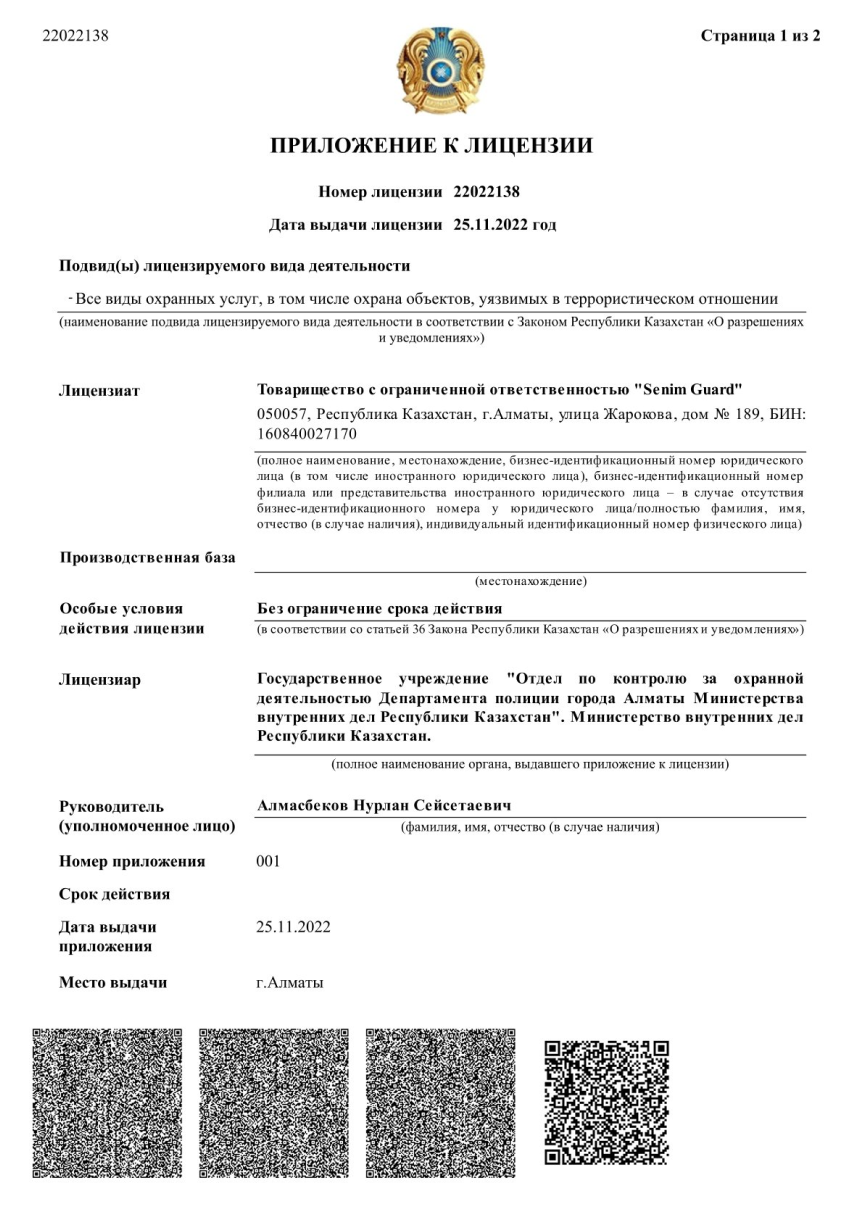 22022138
Страница 1 из 2
ПРИЛОЖЕНИЕ К ЛИЦЕНЗИИ
Номер лицензии 22022138
Дата выдачи лицензии 25.11.2022 год
Подвид(ы) лицензируемого вида деятельности
- Все виды охранных услуг, в том числе охрана объектов, уязвимых в террористическом отношении
(наименование подвида лицензируемого вида деятельности в соответствии с Законом Республики Казахстан «О разрешениях
и уведомлениях»)
Лицензиат
Товарищество с ограниченной ответственностью "Senim Guard"
050057, Республика Казахстан, г.Алматы, улица Жарокова, дом № 189, БИН:
160840027170
(полное наименование, местонахождение, бизнес-идентификационный номер юридического
лица (в том числе иностранного юридического лица), бизнес-идентификационный номер
филиала или представительства иностранного юридического лица – в случае отсутствия
бизнес-идентификационного номера у юридического лица/полностью фамилия, имя,
отчество (в случае наличия), индивидуальный идентификационный номер физического лица)
Производственная база
(местонахождение)
Особые условия
действия лицензии
Без ограничение срока действия
(в соответствии со статьей 36 Закона Республики Казахстан «О разрешениях и уведомлениях»)
Лицензиар
Государственное учреждение "Отдел по контролю за охранной
деятельностью Департамента полиции города Алматы Министерства
внутренних дел Республики Казахстан". Министерство внутренних дел
Республики Казахстан.
(полное наименование органа, выдавшего приложение к лицензии)
Руководитель
(уполномоченное лицо)
Алмасбеков Нурлан Сейсетаевич
(фамилия, имя, отчество (в случае наличия)
Номер приложения 001
Срок действия
Дата выдачи
приложения
25.11.2022
Место выдачи г.Алматы